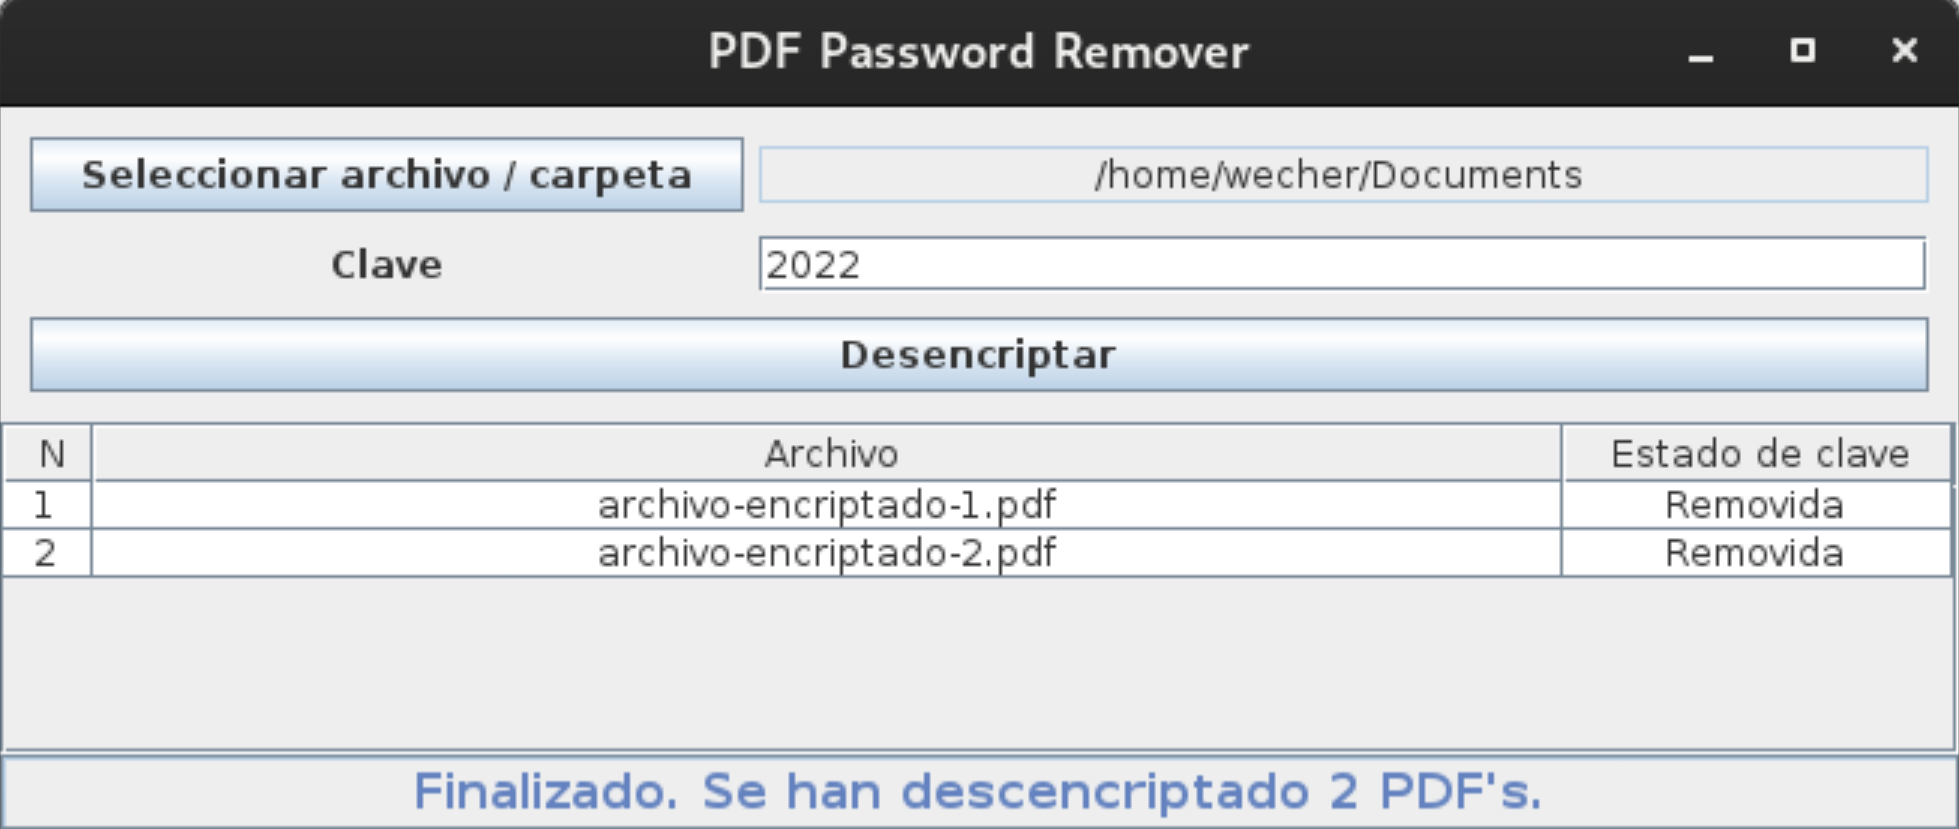 PDF Password Remover
Seleccionar archivo / carpeta /home/wecher/Documents
Clave 2022
Desencriptar
N Archivo Estado de clave
1 archivo-encriptado-1.pdf Removida
2 archivo-encriptado-2.pdf Removida
Finalizado. Se han descencriptado 2 PDF's.